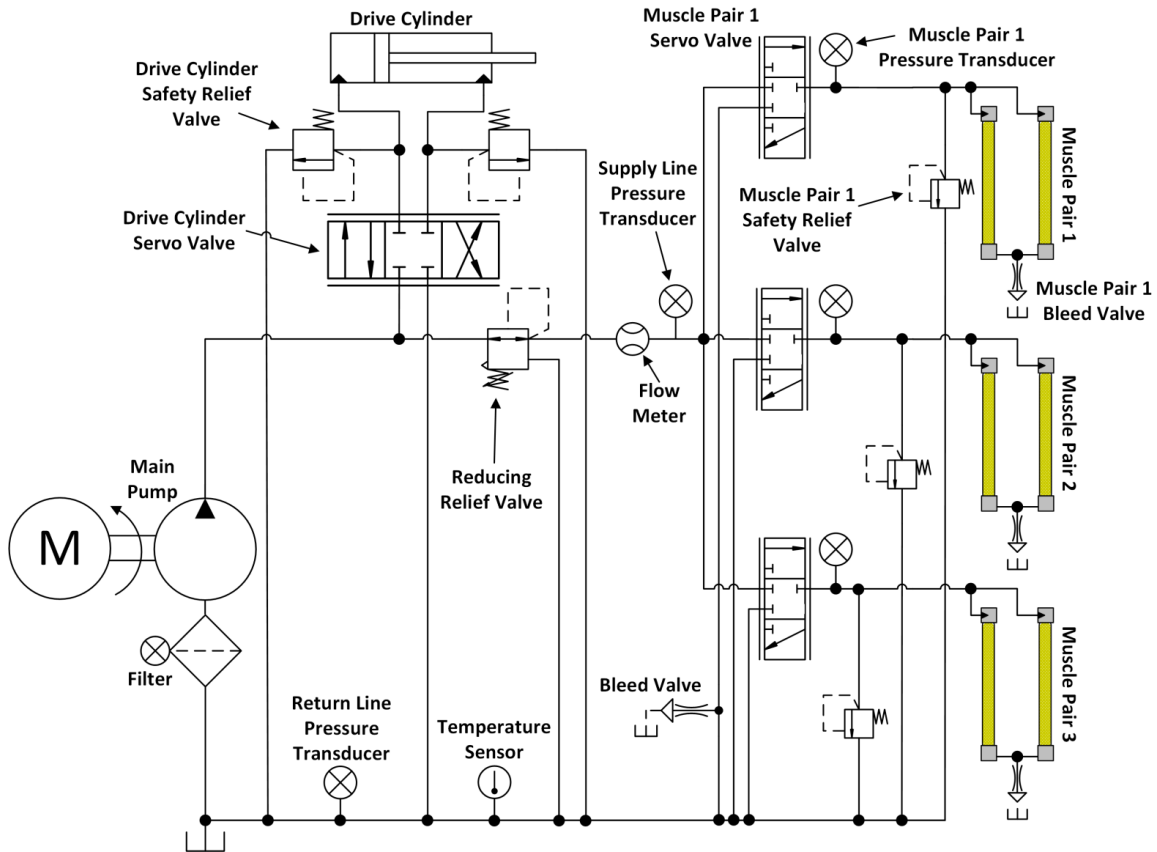 Drive Cylinder
Muscle Pair 1
Servo Valve
Muscle Pair 1
Pressure Transducer
Drive Cylinder
Safety Relief
Valve
Supply Line
Pressure
Transducer
Muscle Pair 1
Safety Relief
Valve
Muscle Pair 1
Drive Cylinder
Servo Valve
Muscle Pair 1
Bleed Valve
Flow
Meter
Muscle Pair 2
Main
Pump
Reducing
Relief Valve
M
Filter
Bleed Valve
Muscle Pair 3
Return Line
Pressure
Transducer
Temperature
Sensor